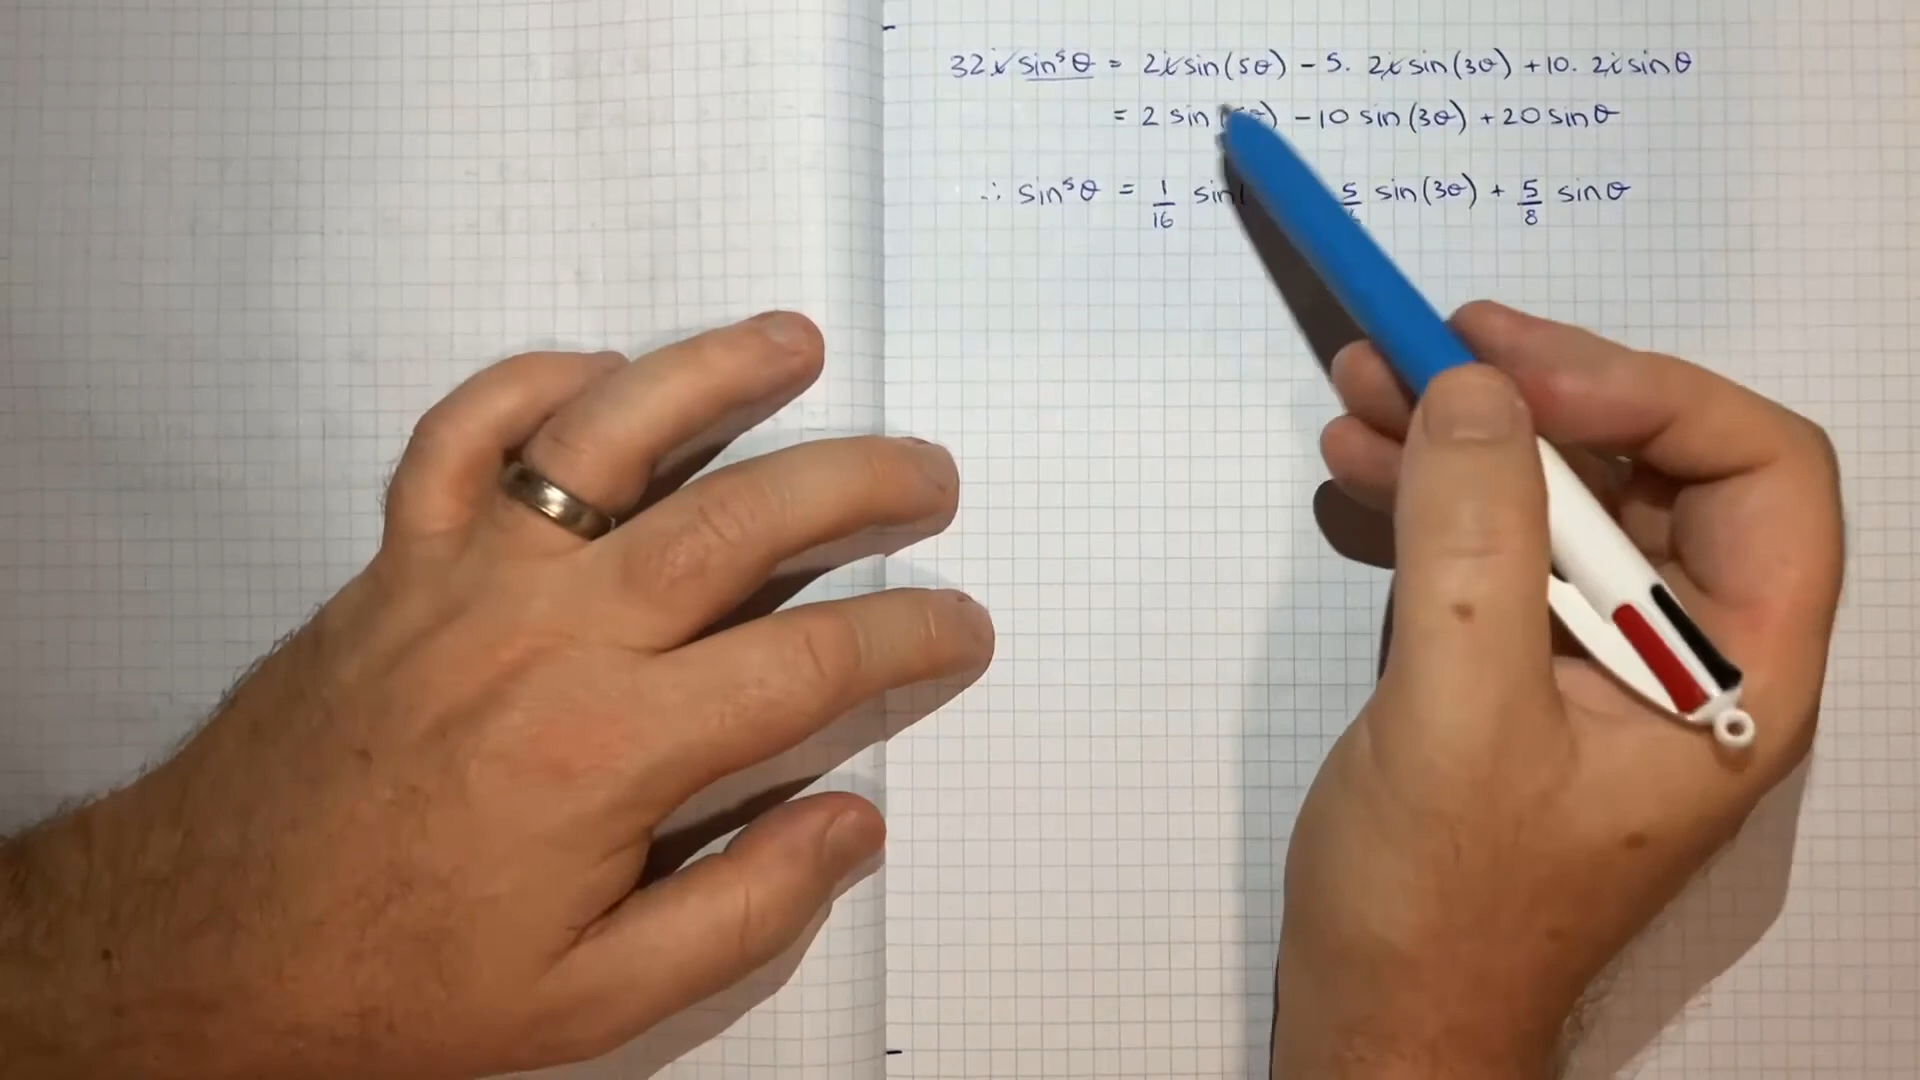 32i sin⁵θ = 2i sin(5θ) - 5. 2i sin(3θ) + 10. 2i sinθ
= 2 sin ) - 10 sin(3θ) + 20 sinθ
∴ sin⁵θ = 1/16 sin( 5/ sin(3θ) + 5/8 sinθ